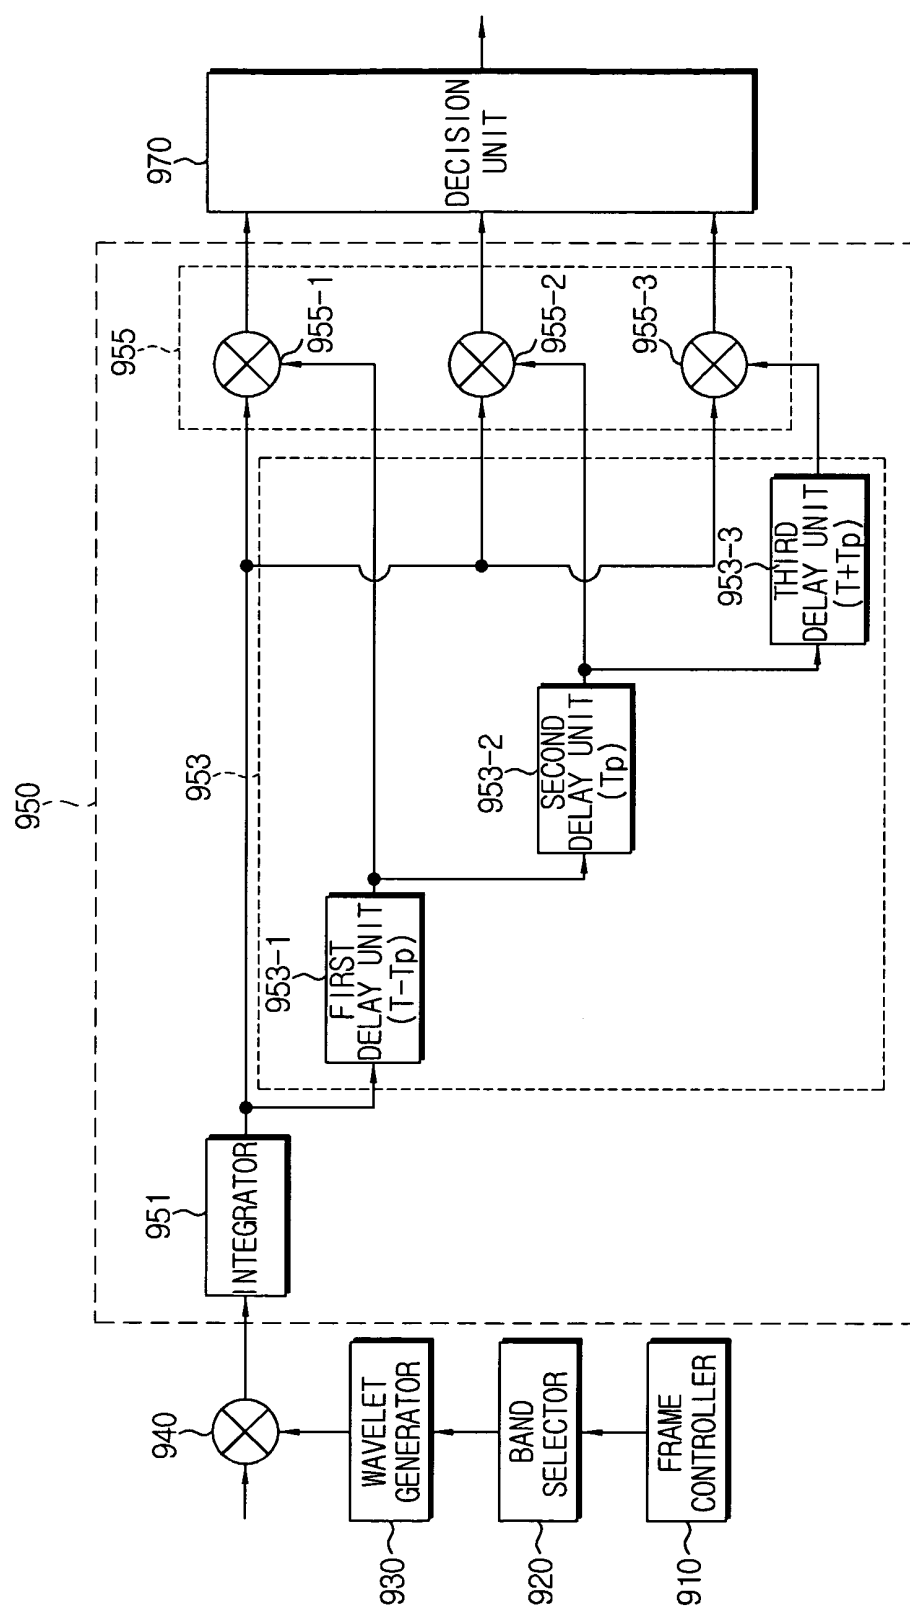 950
970
DECISION
UNIT
955
955-1
955-2
955-3
953
953-1
FIRST
DELAY UNIT
(T-Tp)
953-2
SECOND
DELAY UNIT
(Tp)
953-3
THIRD
DELAY UNIT
(T+Tp)
951
INTEGRATOR
940
WAVELET
GENERATOR
930
BAND
SELECTOR
920
FRAME
CONTROLLER
910